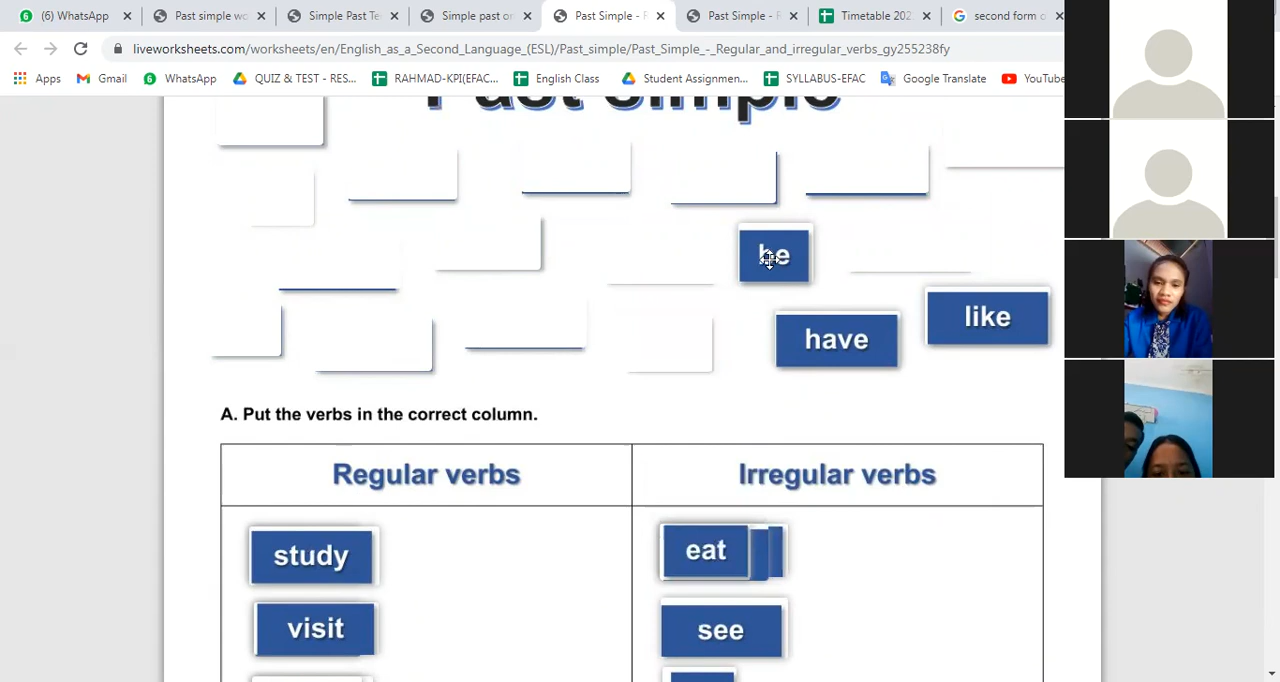 (6) WhatsApp
Past simple wo
Simple Past Te
Simple past or
Past Simple - R
Past Simple - R
Timetable 202
second form o
liveworksheets.com/worksheets/en/English_as_a_Second_Language_(ESL)/Past_simple/Past_Simple_-_Regular_and_irregular_verbs_gy255238fy
Apps
Gmail
WhatsApp
QUIZ & TEST - RES...
RAHMAD-KPI(EFAC...
English Class
Student Assignmen...
SYLLABUS-EFAC
Google Translate
YouTube
Past Simple
be
like
have
A. Put the verbs in the correct column.
Regular verbs
Irregular verbs
study
eat
visit
see